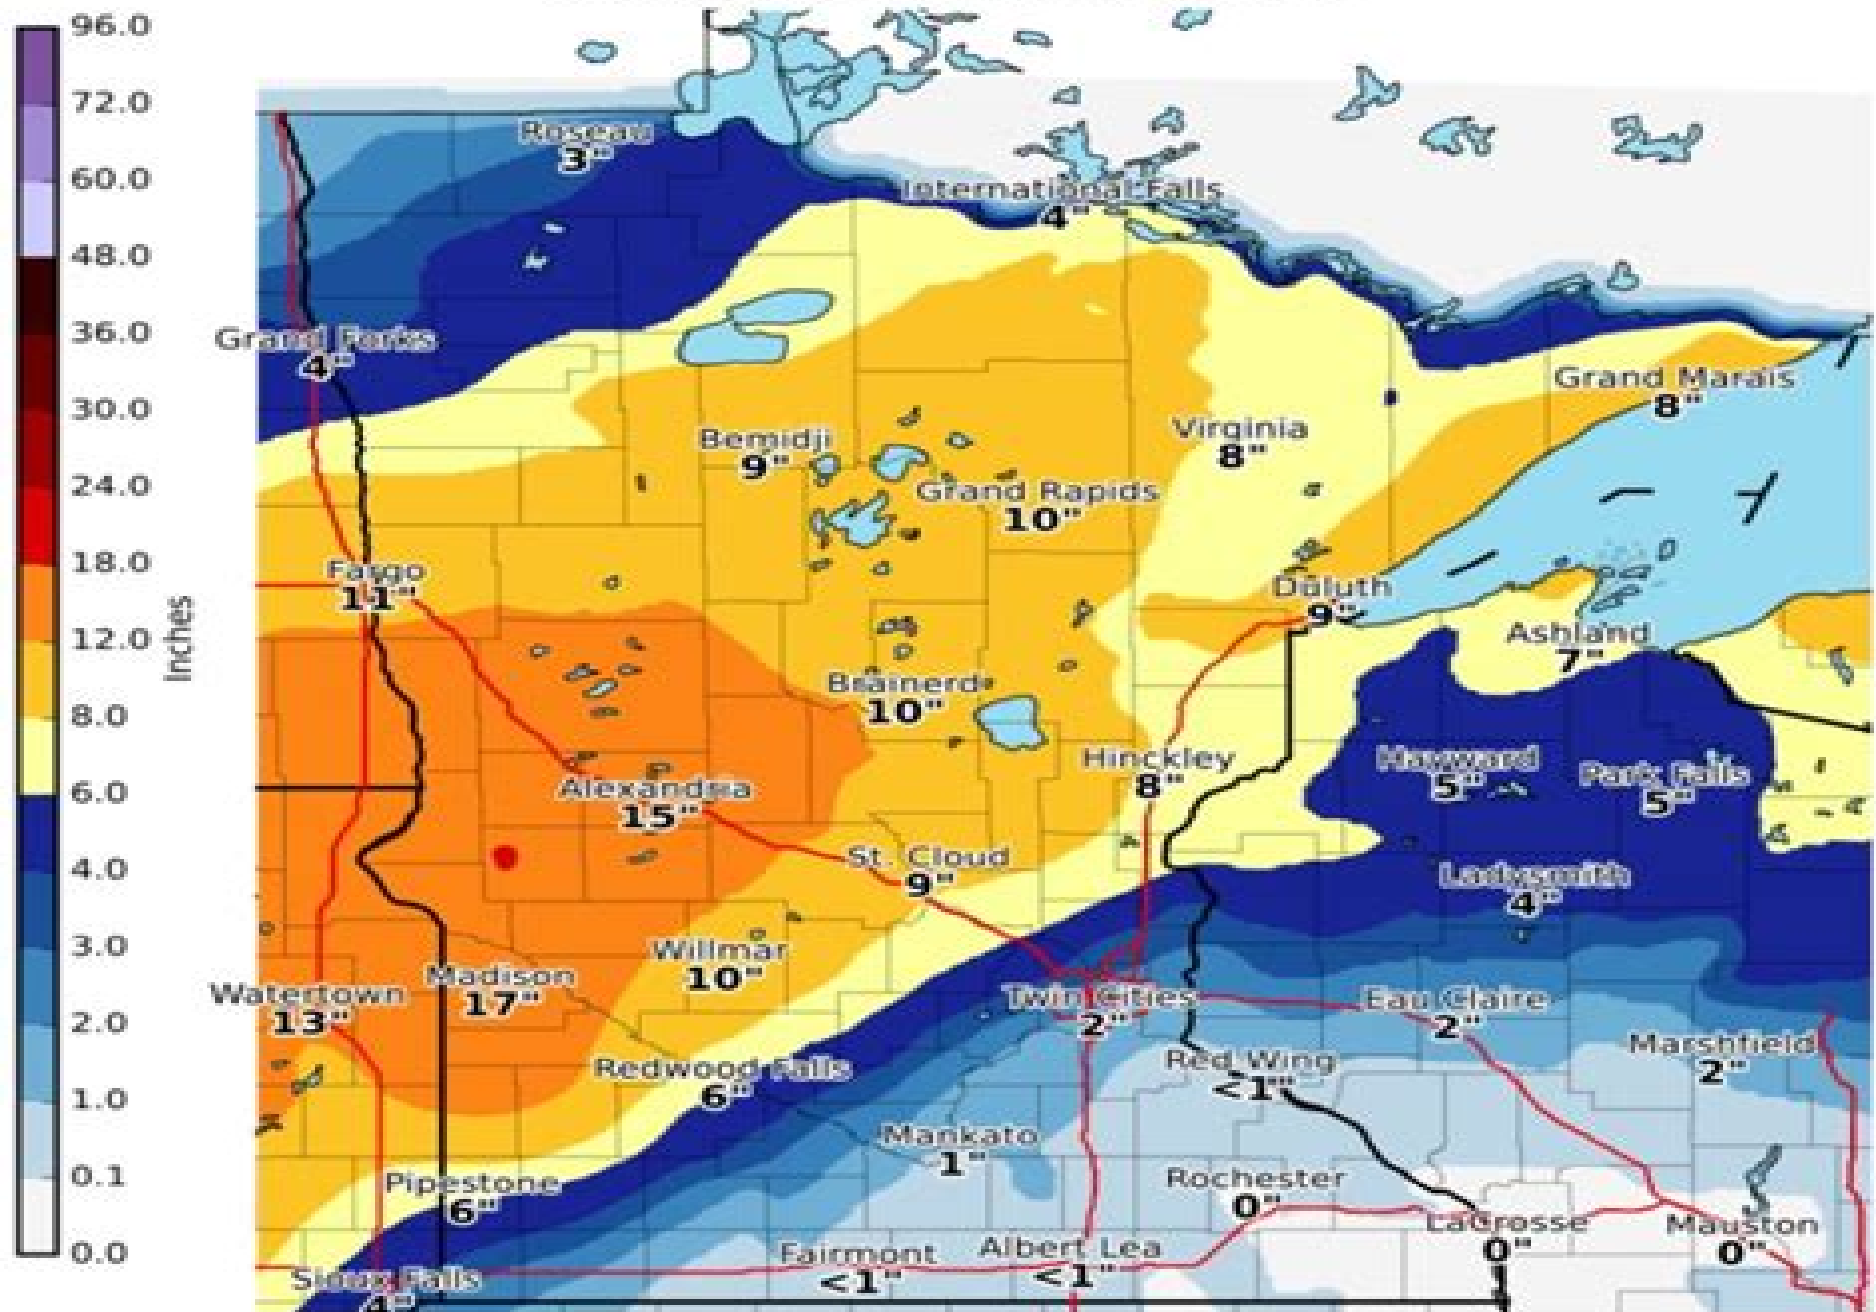 96.0
72.0
60.0
48.0
36.0
30.0
24.0
18.0
12.0
8.0
6.0
4.0
3.0
2.0
1.0
0.1
0.0
Inches
Roseau
3"
International Falls
4"
Grand Forks
4"
Grand Marais
8"
Bemidji
9"
Virginia
8"
Grand Rapids
10"
Fargo
11"
Duluth
9"
Ashland
7"
Brainerd
10"
Hinckley
8"
Hayward
5"
Park Falls
5"
Alexandria
15"
St. Cloud
9"
Ladysmith
4"
Willmar
10"
Madison
17"
Watertown
13"
Twin Cities
2"
Eau Claire
2"
Marshfield
2"
Redwood Falls
6"
Red Wing
<1"
Mankato
1"
Pipestone
6"
Rochester
0"
LaCrosse
0"
Mauston
0"
Fairmont
<1"
Albert Lea
<1"
Sioux Falls
4"